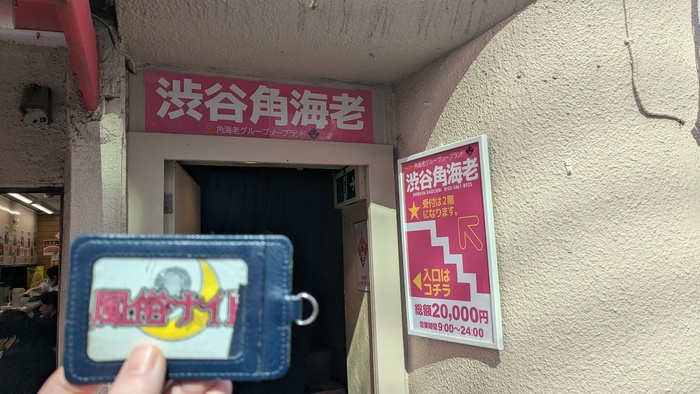 渋谷角海老
角海老グループソープランド
角海老グループソープランド
渋谷角海老
SHIBUYA KADOEBI
受付は2階
になります。
入口は
コチラ
総額20,000円
営業時間9:00〜24:00
風俗ナイト